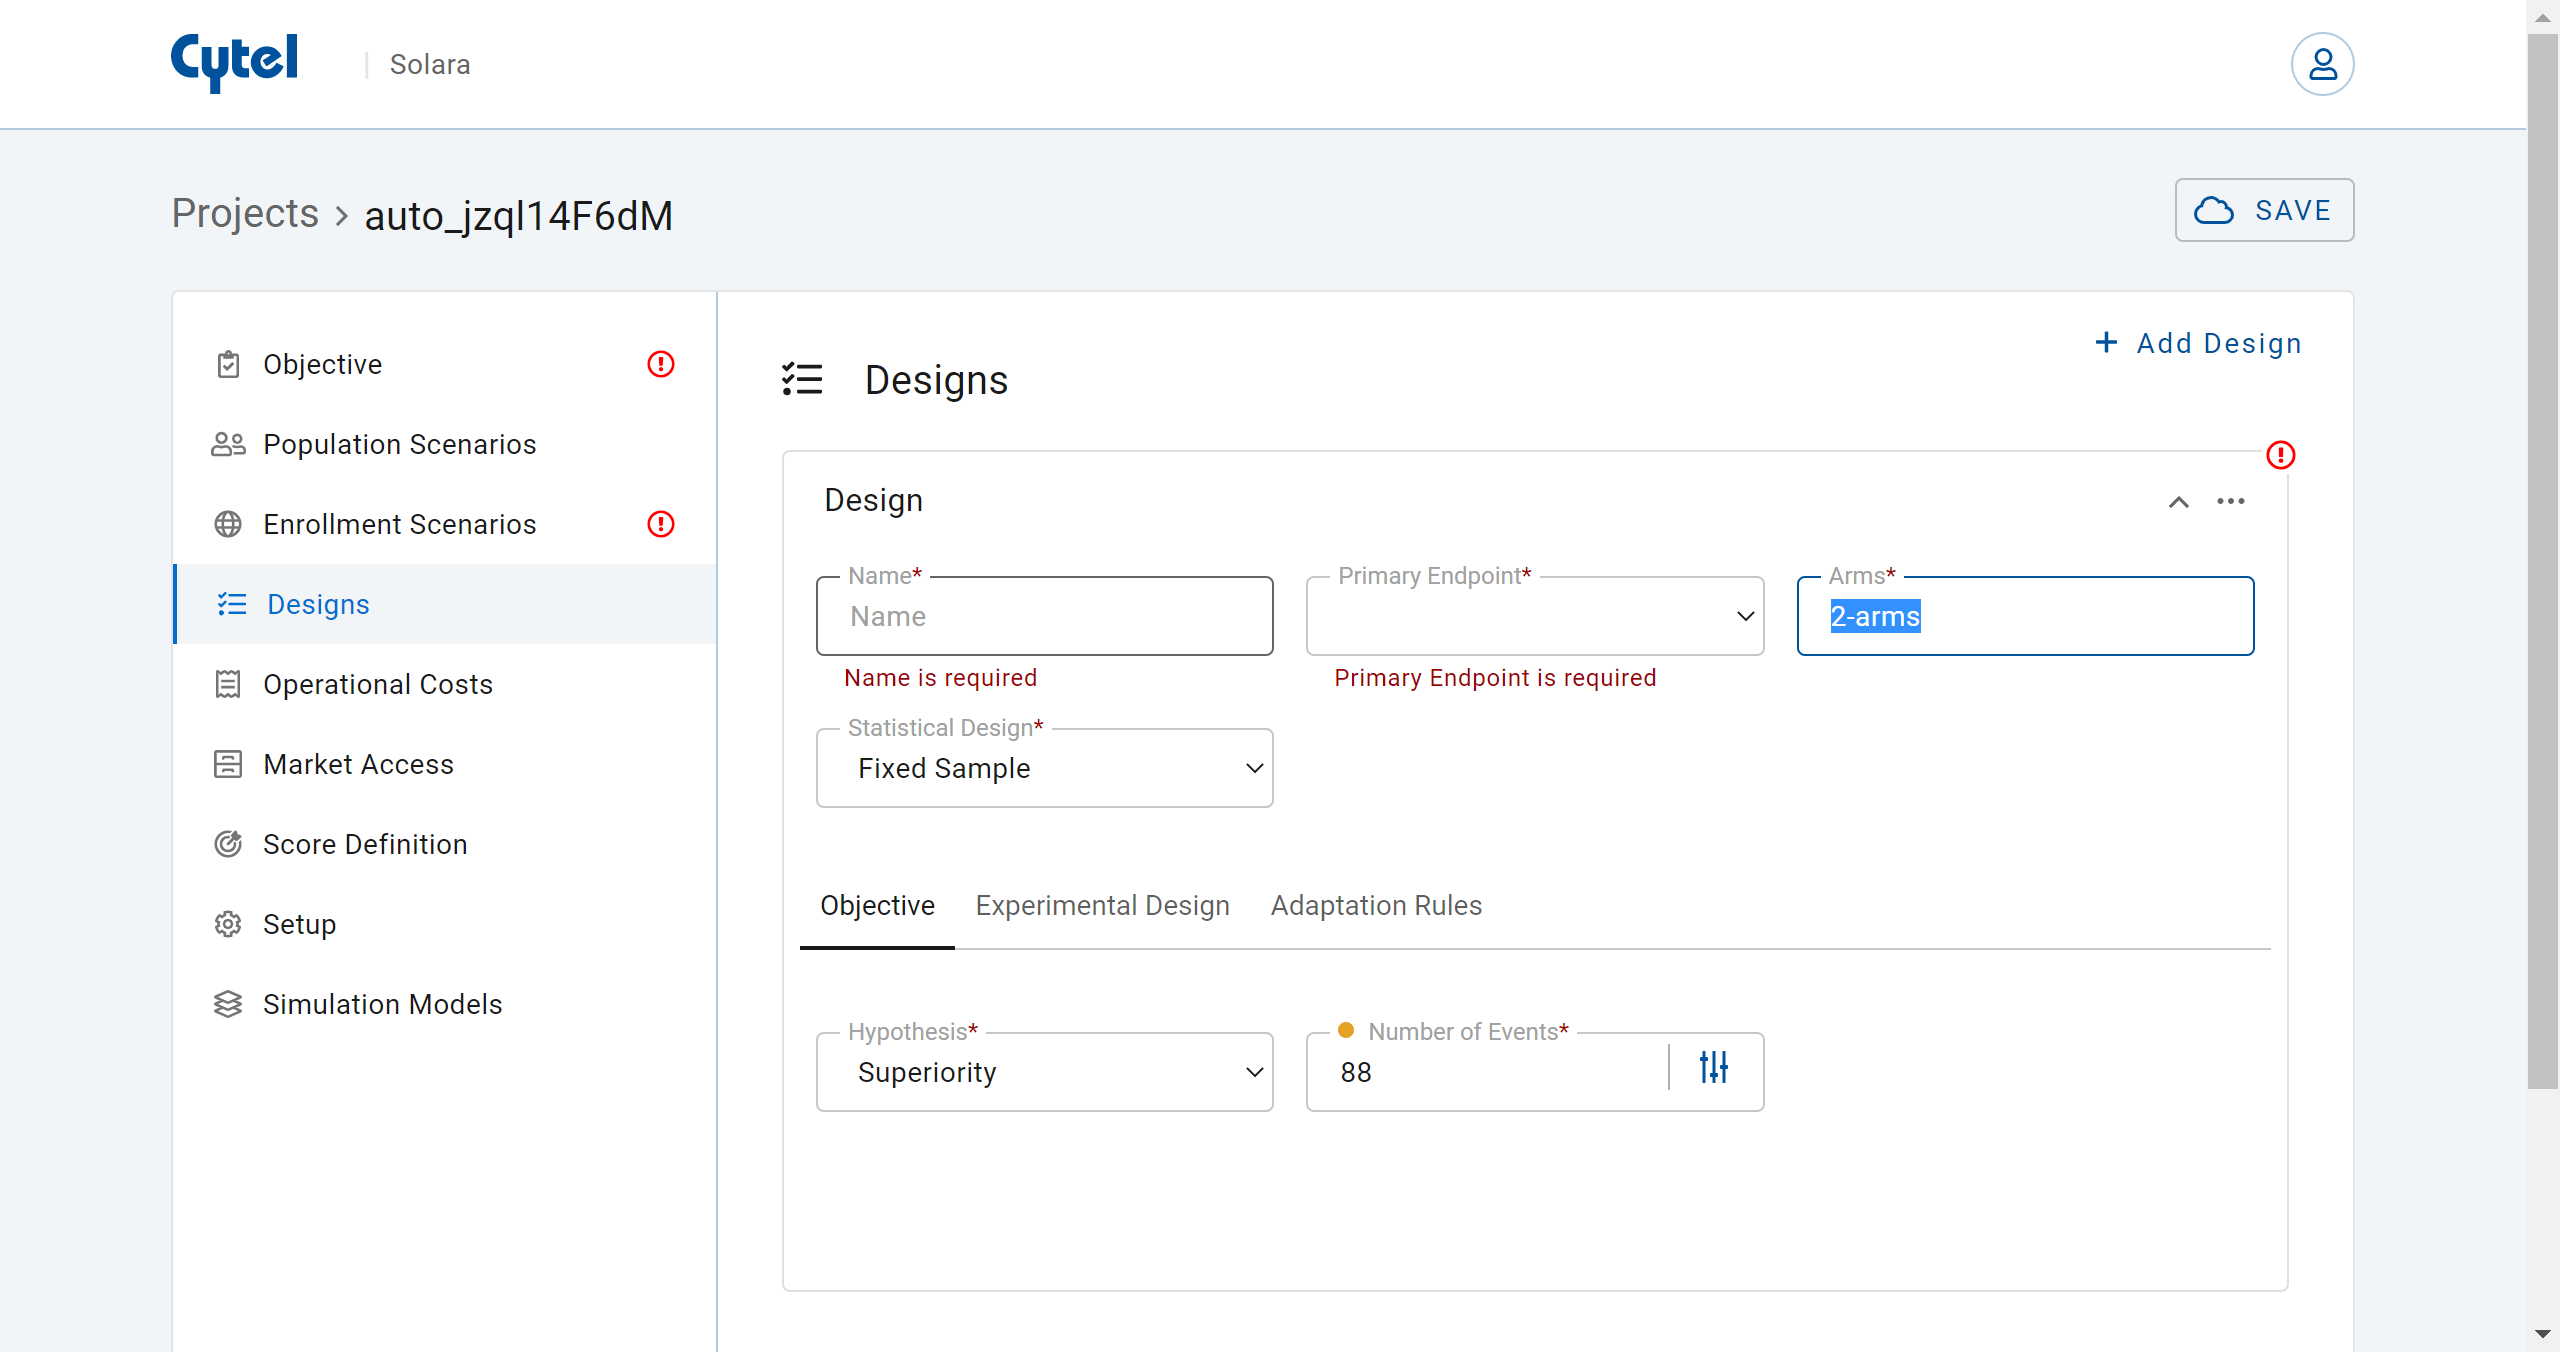 Cytel
Solara
Projects > auto_jzql14F6dM
SAVE
Objective
Population Scenarios
Enrollment Scenarios
Designs
Operational Costs
Market Access
Score Definition
Setup
Simulation Models
+ Add Design
Designs
Design
Name*
Name
Name is required
Primary Endpoint*
Primary Endpoint is required
Arms*
2-arms
Statistical Design*
Fixed Sample
Objective Experimental Design Adaptation Rules
Hypothesis*
Superiority
Number of Events*
88